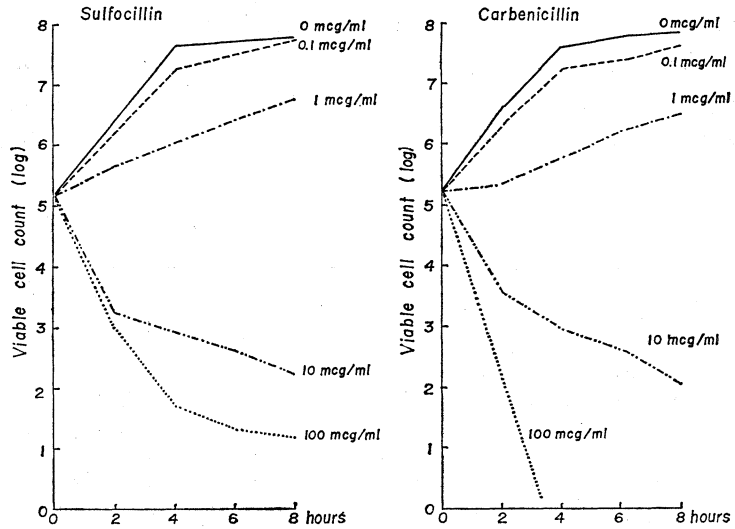 Sulfocillin
8
7
6
5
4
3
2
1
0
Viable cell count (log)
0 mcg/ml
0.1 mcg/ml
1 mcg/ml
10 mcg/ml
100 mcg/ml
0 2 4 6 8 hours
Carbenicillin
8
7
6
5
4
3
2
1
0
Viable cell count (log)
0 mcg/ml
0.1 mcg/ml
1 mcg/ml
10 mcg/ml
100 mcg/ml
0 2 4 6 8 hours